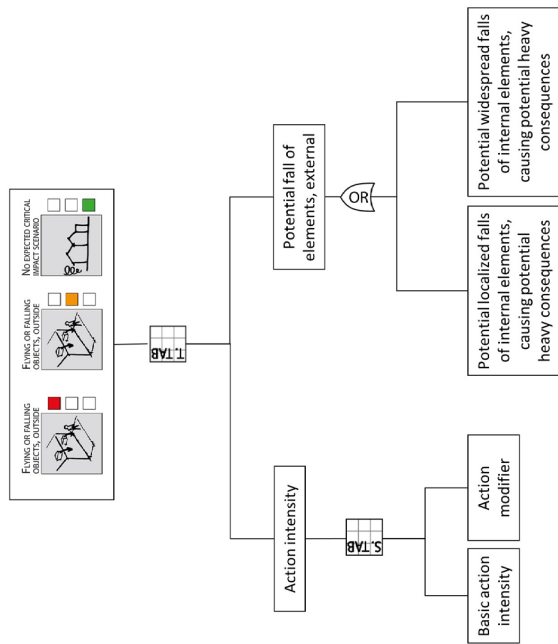 FLYING OR FALLING
OBJECTS, OUTSIDE
FLYING OR FALLING
OBJECTS, OUTSIDE
NO EXPECTED CRITICAL
IMPACT SCENARIO
T. TAB
Action intensity
Potential fall of
elements, external
S. TAB
OR
Basic action
intensity
Action
modifier
Potential localized falls
of internal elements,
causing potential
heavy consequences
Potential widespread falls
of internal elements,
causing potential heavy
consequences